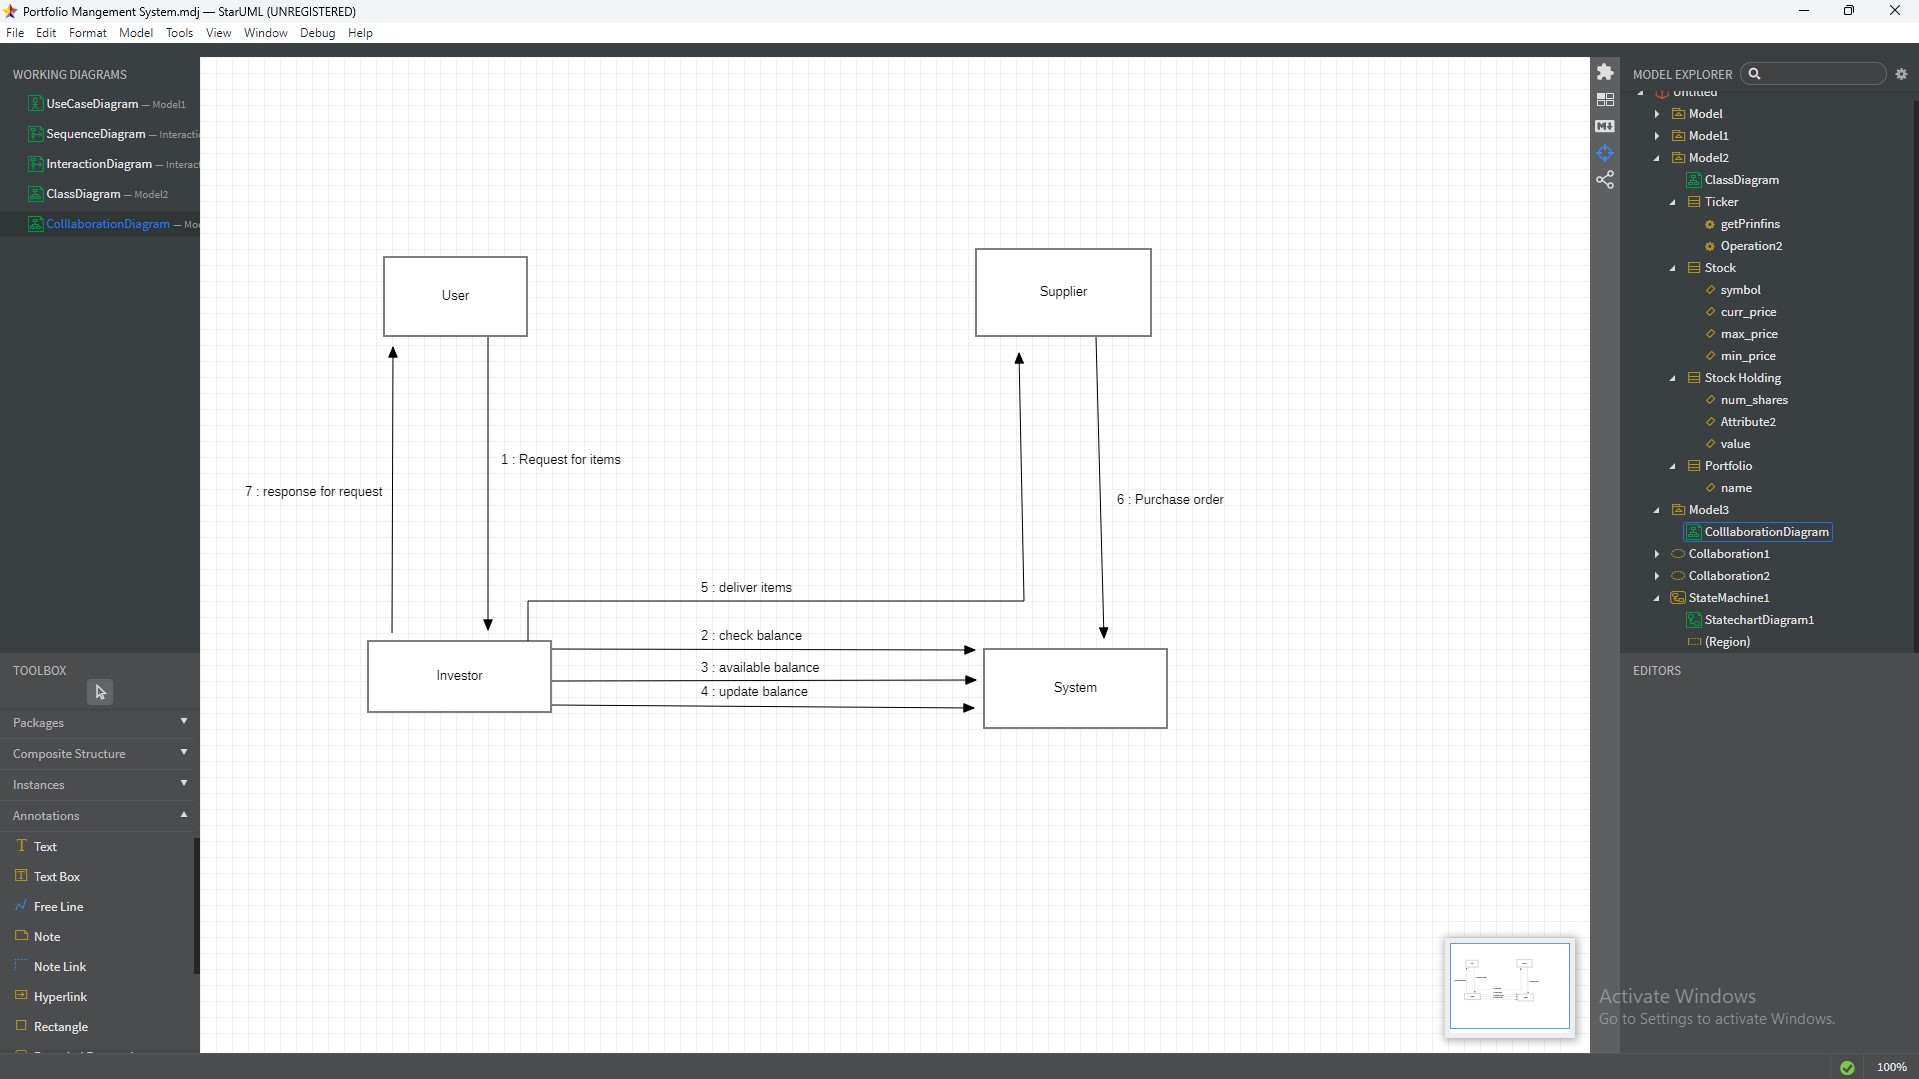 Portfolio Mangement System.mdj — StarUML (UNREGISTERED)
File Edit Format Model Tools View Window Debug Help
WORKING DIAGRAMS
UseCaseDiagram — Model1
SequenceDiagram — Interacti
InteractionDiagram — Interact
ClassDiagram — Model2
ColllaborationDiagram — Mo
TOOLBOX
Packages
Composite Structure
Instances
Annotations
Text
Text Box
Free Line
Note
Note Link
Hyperlink
Rectangle
User
Supplier
1 : Request for items
7 : response for request
6 : Purchase order
5 : deliver items
2 : check balance
3 : available balance
4 : update balance
Investor
System
MODEL EXPLORER
Untitled
Model
Model1
Model2
ClassDiagram
Ticker
getPrinfins
Operation2
Stock
symbol
curr_price
max_price
min_price
Stock Holding
num_shares
Attribute2
value
Portfolio
name
Model3
ColllaborationDiagram
Collaboration1
Collaboration2
StateMachine1
StatechartDiagram1
(Region)
EDITORS
Activate Windows
Go to Settings to activate Windows.
100%